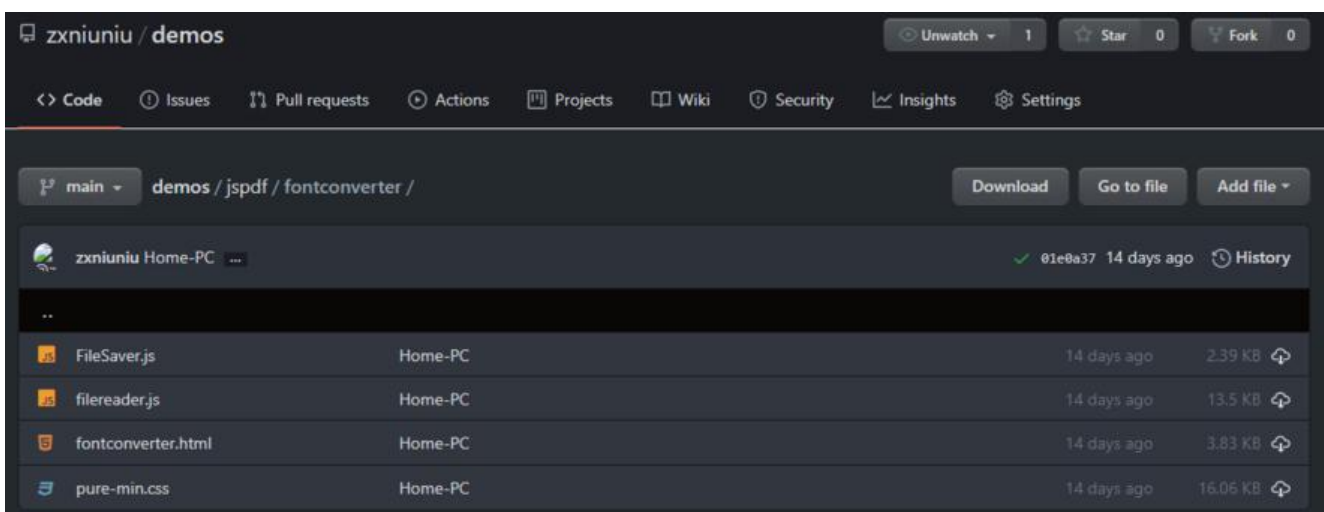 zxniuniu / demos
Unwatch 1 Star 0 Fork 0
<> Code Issues Pull requests Actions Projects Wiki Security Insights Settings
main demos / jspdf / fontconverter /
Download Go to file Add file
zxniuniu Home-PC ... 01e0a37 14 days ago History
..
JS FileSaver.js Home-PC 14 days ago 2.39 KB
JS filereader.js Home-PC 14 days ago 13.5 KB
5 fontconverter.html Home-PC 14 days ago 3.83 KB
pure-min.css Home-PC 14 days ago 16.06 KB